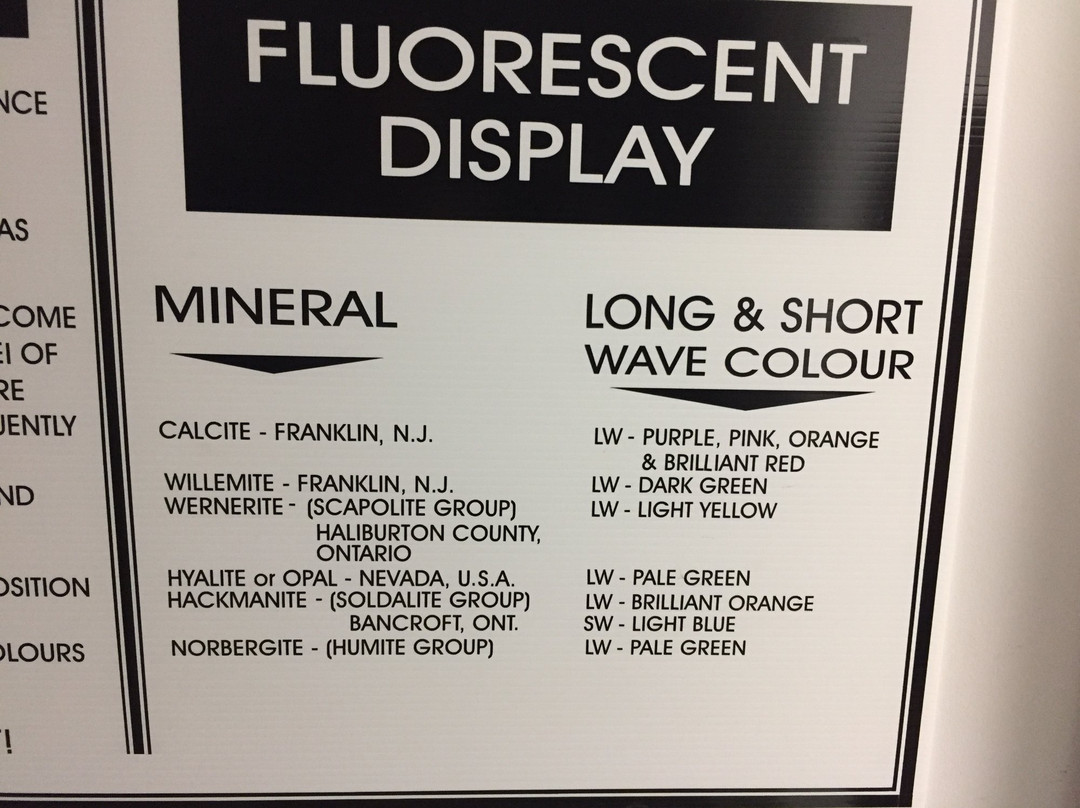 NCE
AS
COME
EI OF
RE
UENTLY
ND
OSITION
OLOURS
!
FLUORESCENT
DISPLAY
MINERAL
LONG & SHORT
WAVE COLOUR
CALCITE - FRANKLIN, N.J.
LW - PURPLE, PINK, ORANGE
& BRILLIANT RED
WILLEMITE - FRANKLIN, N.J.
LW - DARK GREEN
WERNERITE - (SCAPOLITE GROUP)
LW - LIGHT YELLOW
HALIBURTON COUNTY,
ONTARIO
HYALITE or OPAL - NEVADA, U.S.A.
LW - PALE GREEN
HACKMANITE - (SOLDALITE GROUP)
LW - BRILLIANT ORANGE
BANCROFT, ONT.
SW - LIGHT BLUE
NORBERGITE - (HUMITE GROUP)
LW - PALE GREEN